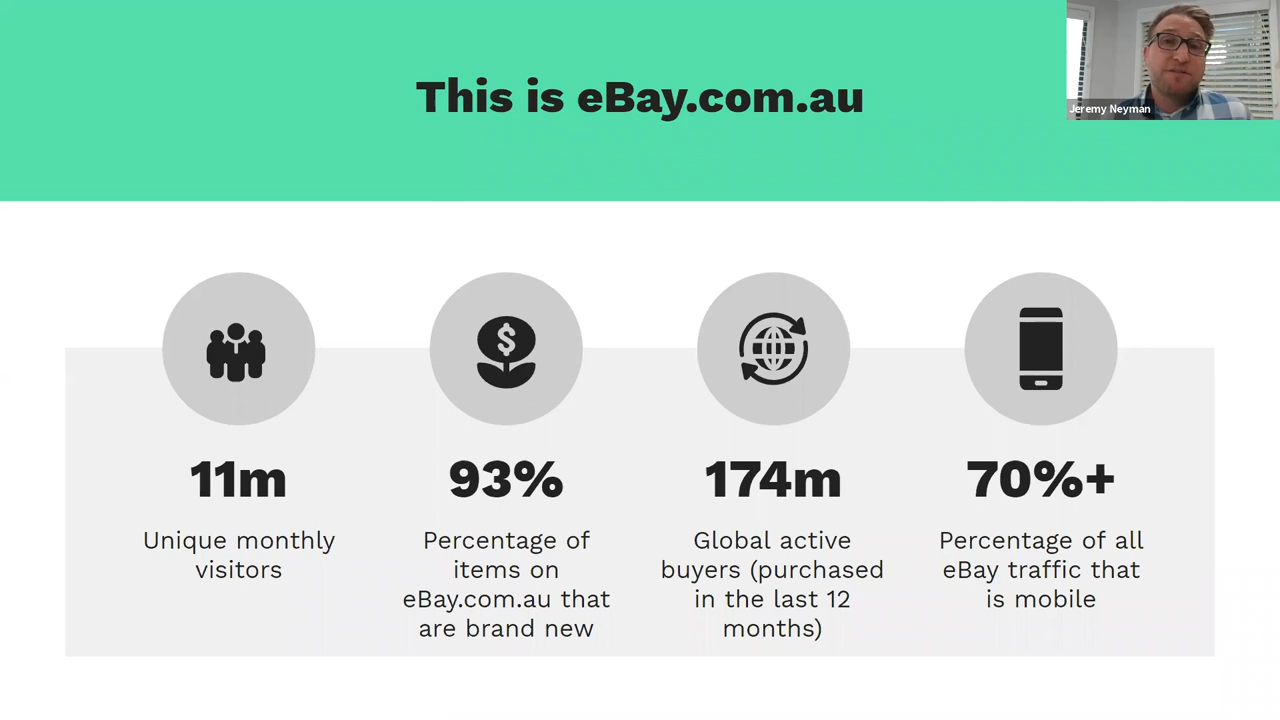 This is eBay.com.au
Jeremy Neyman
11m
Unique monthly
visitors
93%
Percentage of
items on
eBay.com.au that
are brand new
174m
Global active
buyers (purchased
in the last 12
months)
70%+
Percentage of all
eBay traffic that
is mobile